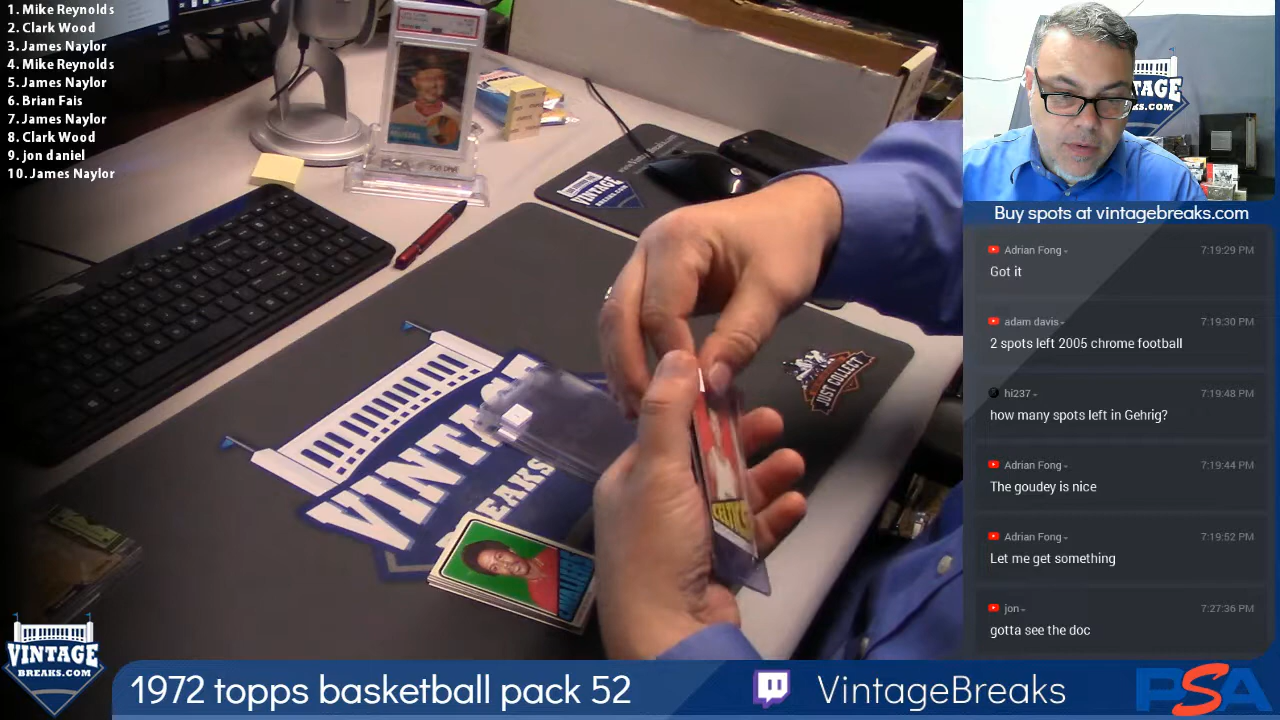 1. Mike Reynolds
2. Clark Wood
3. James Naylor
4. Mike Reynolds
5. James Naylor
6. Brian Fais
7. James Naylor
8. Clark Wood
9. jon daniel
10. James Naylor
VINTAGE
BREAKS.COM
JUST COLLECT
VINTAGE
BREAKS
Buy spots at vintagebreaks.com
Adrian Fong 7:19:29 PM
Got it
adam davis 7:19:30 PM
2 spots left 2005 chrome football
hi237 7:19:48 PM
how many spots left in Gehrig?
Adrian Fong 7:19:44 PM
The goudey is nice
Adrian Fong 7:19:52 PM
Let me get something
jon 7:27:36 PM
gotta see the doc
VINTAGE
BREAKS.COM
1972 topps basketball pack 52
VintageBreaks
PSA